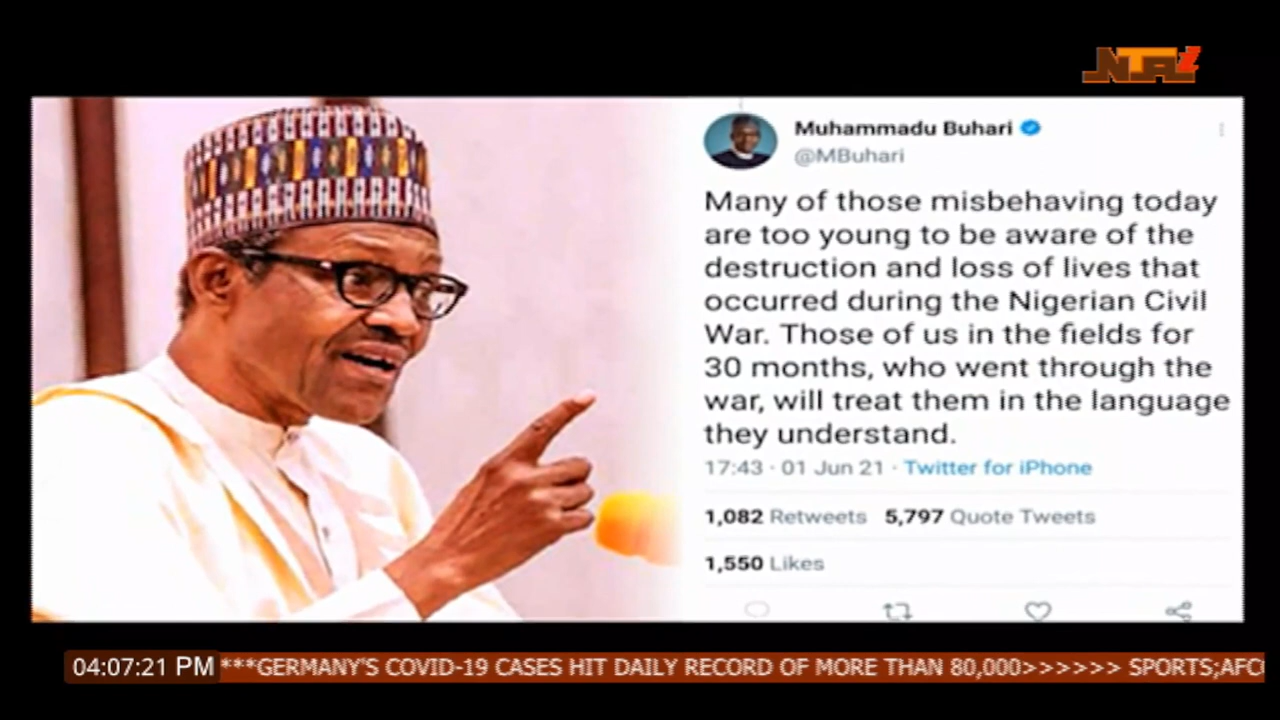 NTA2
Muhammadu Buhari
@MBuhari
Many of those misbehaving today
are too young to be aware of the
destruction and loss of lives that
occurred during the Nigerian Civil
War. Those of us in the fields for
30 months, who went through the
war, will treat them in the language
they understand.
17:43 · 01 Jun 21 · Twitter for iPhone
1,082 Retweets 5,797 Quote Tweets
1,550 Likes
04:07:21 PM ***GERMANY'S COVID-19 CASES HIT DAILY RECORD OF MORE THAN 80,000>>>>>> SPORTS;AFC